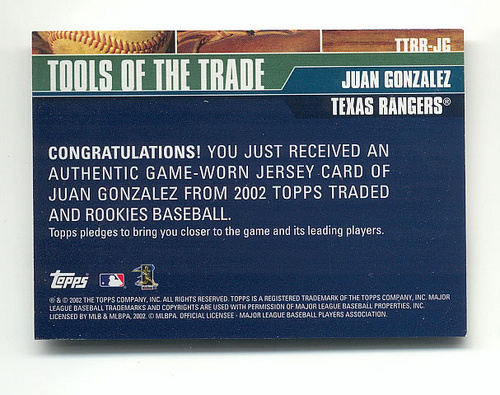 TTRR-JG
TOOLS OF THE TRADE
JUAN GONZALEZ
TEXAS RANGERS®
CONGRATULATIONS! YOU JUST RECEIVED AN
AUTHENTIC GAME-WORN JERSEY CARD OF
JUAN GONZALEZ FROM 2002 TOPPS TRADED
AND ROOKIES BASEBALL.
Topps pledges to bring you closer to the game and its leading players.
Topps
® & © 2002 THE TOPPS COMPANY, INC. ALL RIGHTS RESERVED. TOPPS IS A REGISTERED TRADEMARK OF THE TOPPS COMPANY, INC. MAJOR
LEAGUE BASEBALL TRADEMARKS AND COPYRIGHTS ARE USED WITH PERMISSION OF MAJOR LEAGUE BASEBALL PROPERTIES, INC.
LICENSED BY MLB & MLBPA, 2002. © MLBPA. OFFICIAL LICENSEE - MAJOR LEAGUE BASEBALL PLAYERS ASSOCIATION.